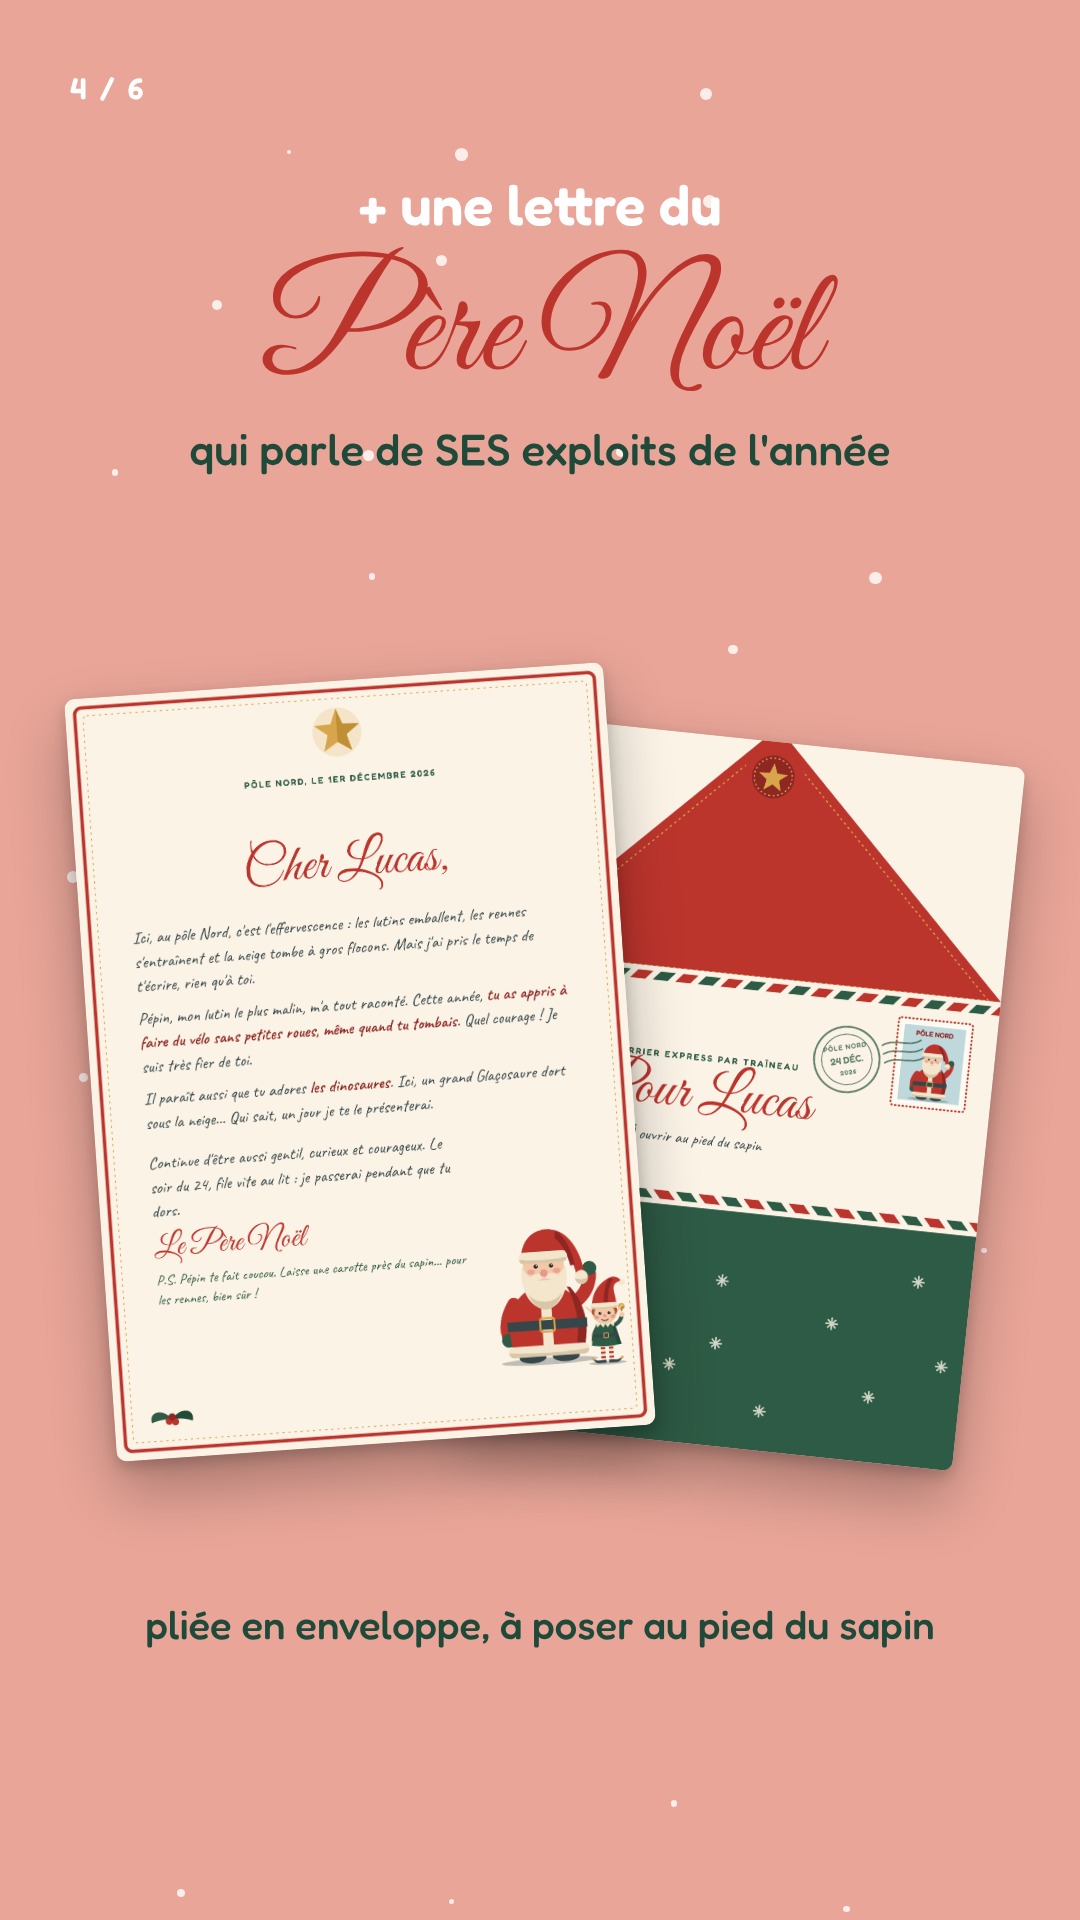 4 / 6
+ une lettre du
Père Noël
qui parle de SES exploits de l'année
PÔLE NORD, LE 1ER DÉCEMBRE 2026
Cher Lucas,
Ici, au pôle Nord, c'est l'effervescence : les lutins emballent, les rennes
s'entraînent et la neige tombe à gros flocons. Mais j'ai pris le temps de
t'écrire, rien qu'à toi.
Pépin, mon lutin le plus malin, m'a tout raconté. Cette année, tu as appris à
faire du vélo sans petites roues, même quand tu tombais. Quel courage ! Je
suis très fier de toi.
Il paraît aussi que tu adores les dinosaures. Ici, un grand Glaçosaure dort
sous la neige... Qui sait, un jour je te le présenterai.
Continue d'être aussi gentil, curieux et courageux. Le
soir du 24, file vite au lit : je passerai pendant que tu
dors.
Le Père Noël
P.S. Pépin te fait coucou. Laisse une carotte près du sapin... pour
les rennes, bien sûr !
RRIER EXPRESS PAR TRAÎNEAU
Pour Lucas
ouvrir au pied du sapin
PÔLE NORD
24 DÉC.
2026
PÔLE NORD
pliée en enveloppe, à poser au pied du sapin